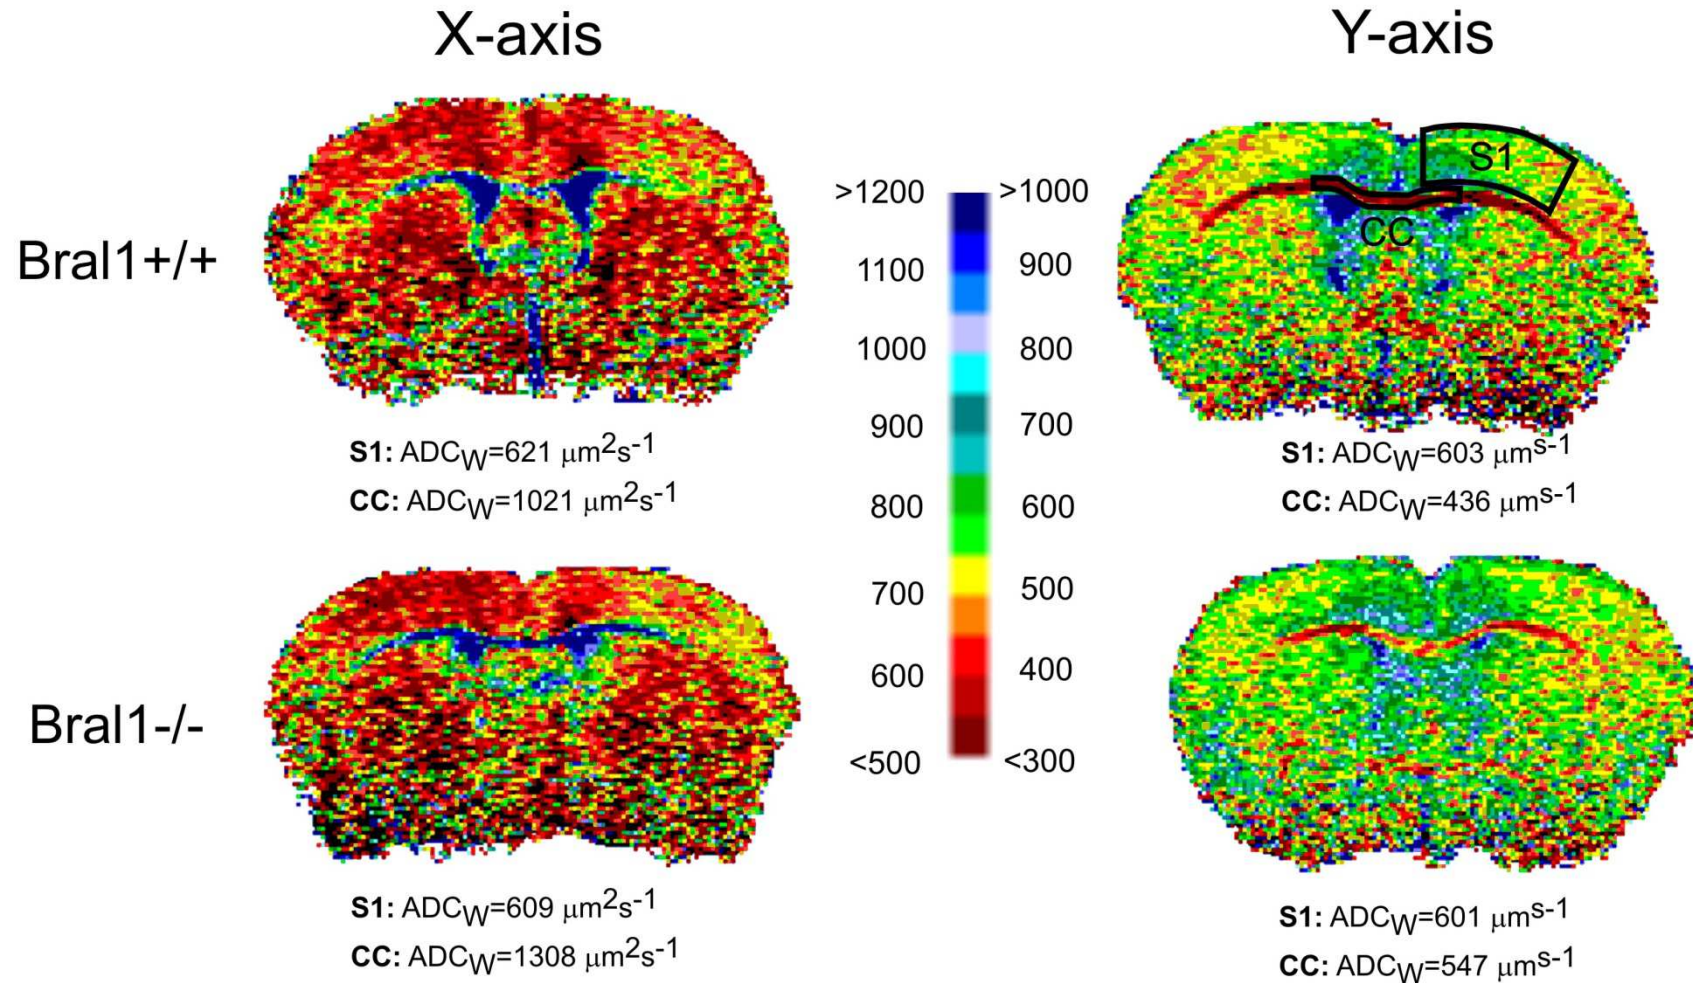 X-axis
Y-axis
Bral1+/+
S1
CC
>1200 >1000
1100 900
1000 800
900 700
800 600
700 500
600 400
<500 <300
S1: ADCW=621 μm2s-1
CC: ADCW=1021 μm2s-1
S1: ADCW=603 μms-1
CC: ADCW=436 μms-1
Bral1-/-
S1: ADCW=609 μm2s-1
CC: ADCW=1308 μm2s-1
S1: ADCW=601 μms-1
CC: ADCW=547 μms-1